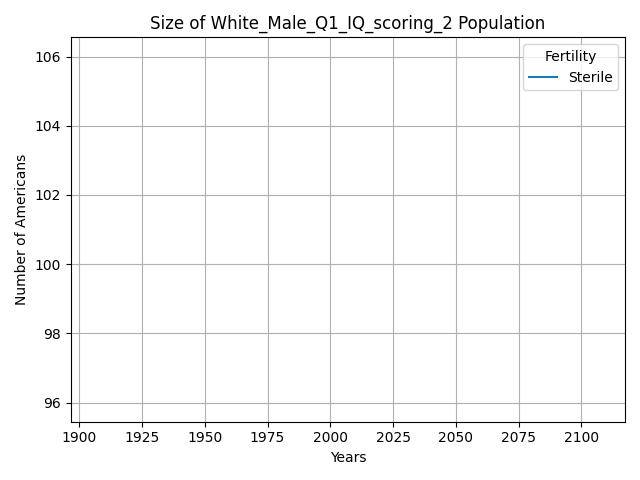 Size of White_Male_Q1_IQ_scoring_2 Population
Fertility
Sterile
106
104
102
100
98
96
Number of Americans
1900 1925 1950 1975 2000 2025 2050 2075 2100
Years